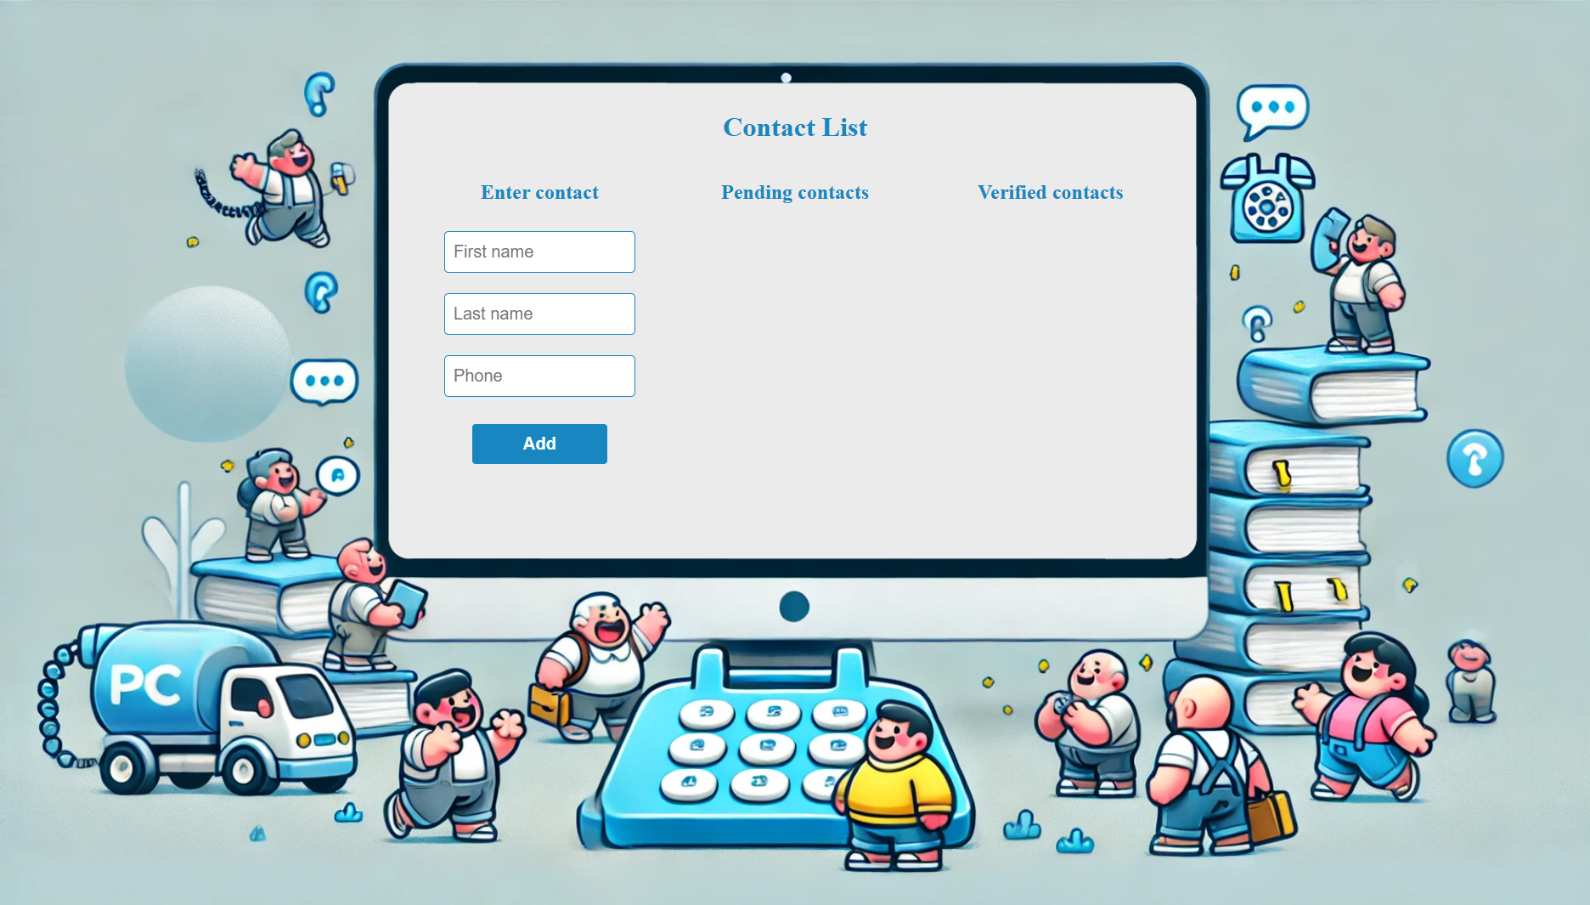 Contact List
Enter contact
Pending contacts
Verified contacts
First name
Last name
Phone
Add
PC